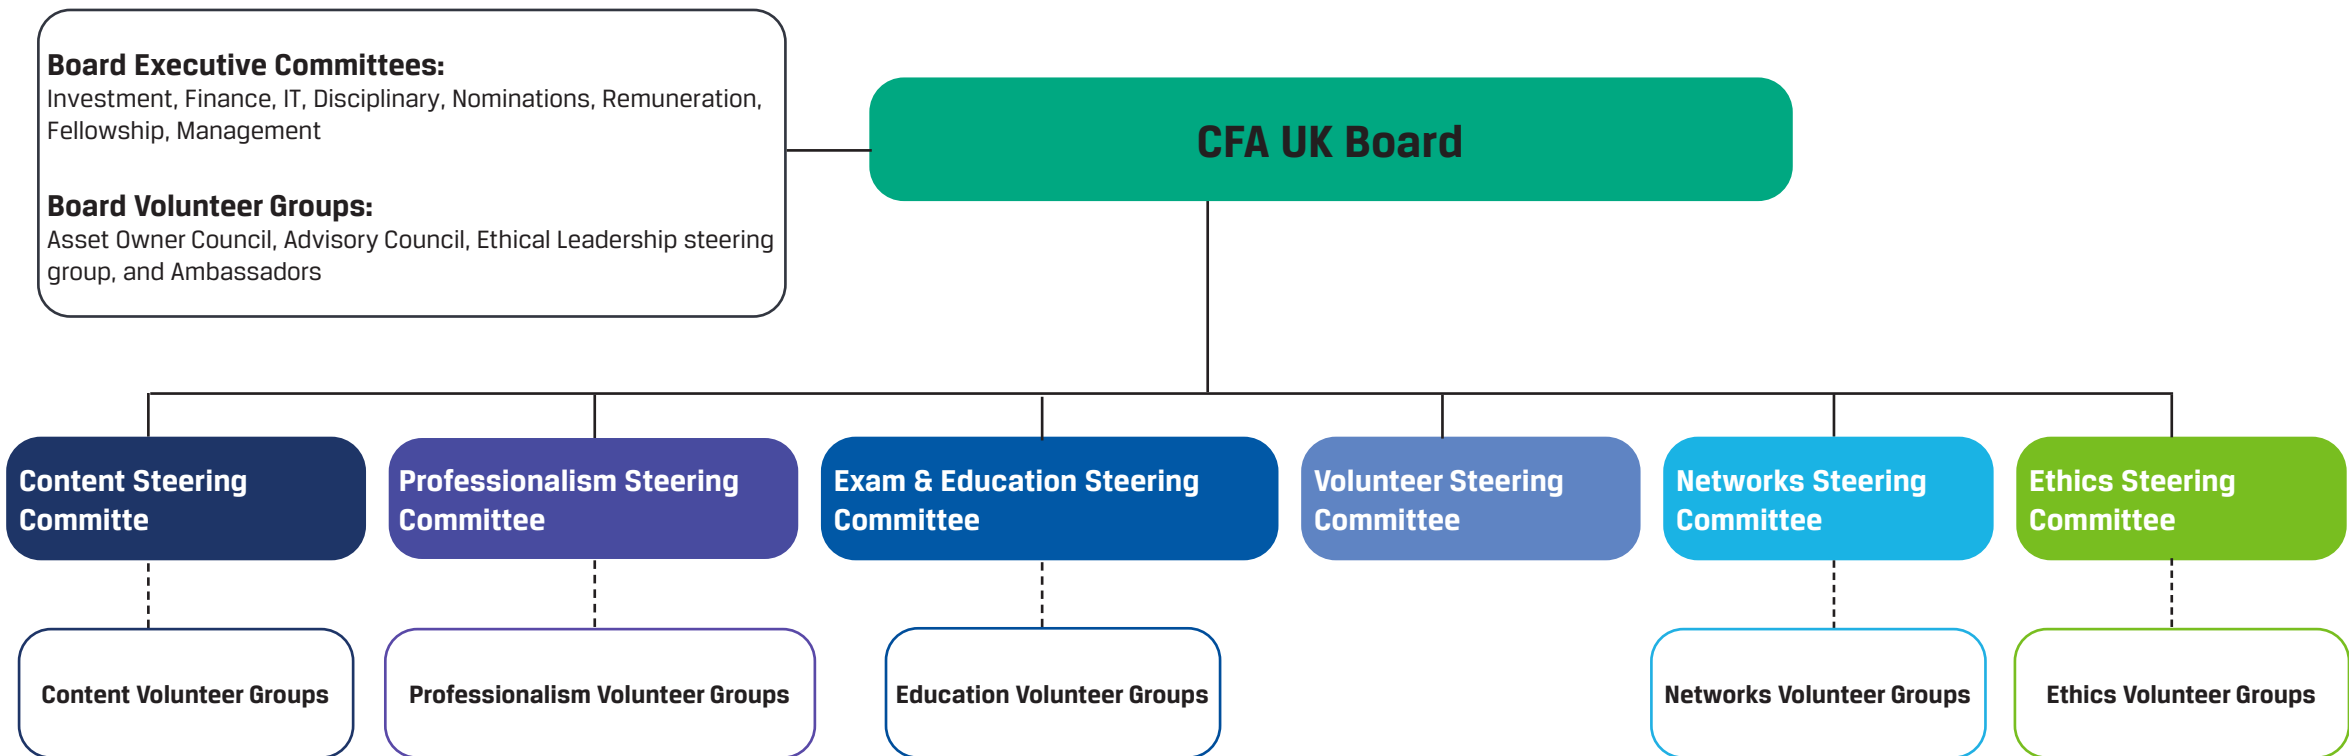 Board Executive Committees:
Investment, Finance, IT, Disciplinary, Nominations, Remuneration,
Fellowship, Management
Board Volunteer Groups:
Asset Owner Council, Advisory Council, Ethical Leadership steering
group, and Ambassadors
CFA UK Board
Content Steering
Committe
Professionalism Steering
Committee
Exam & Education Steering
Committee
Volunteer Steering
Committee
Networks Steering
Committee
Ethics Steering
Committee
Content Volunteer Groups
Professionalism Volunteer Groups
Education Volunteer Groups
Networks Volunteer Groups
Ethics Volunteer Groups